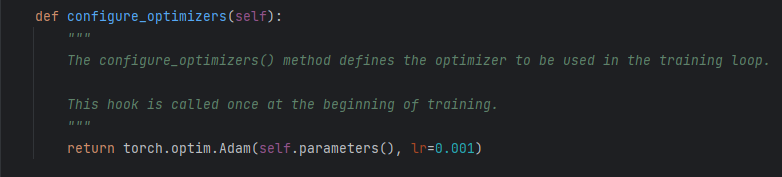 def configure_optimizers(self):
"""
The configure_optimizers() method defines the optimizer to be used in the training loop.
This hook is called once at the beginning of training.
"""
return torch.optim.Adam(self.parameters(), lr=0.001)